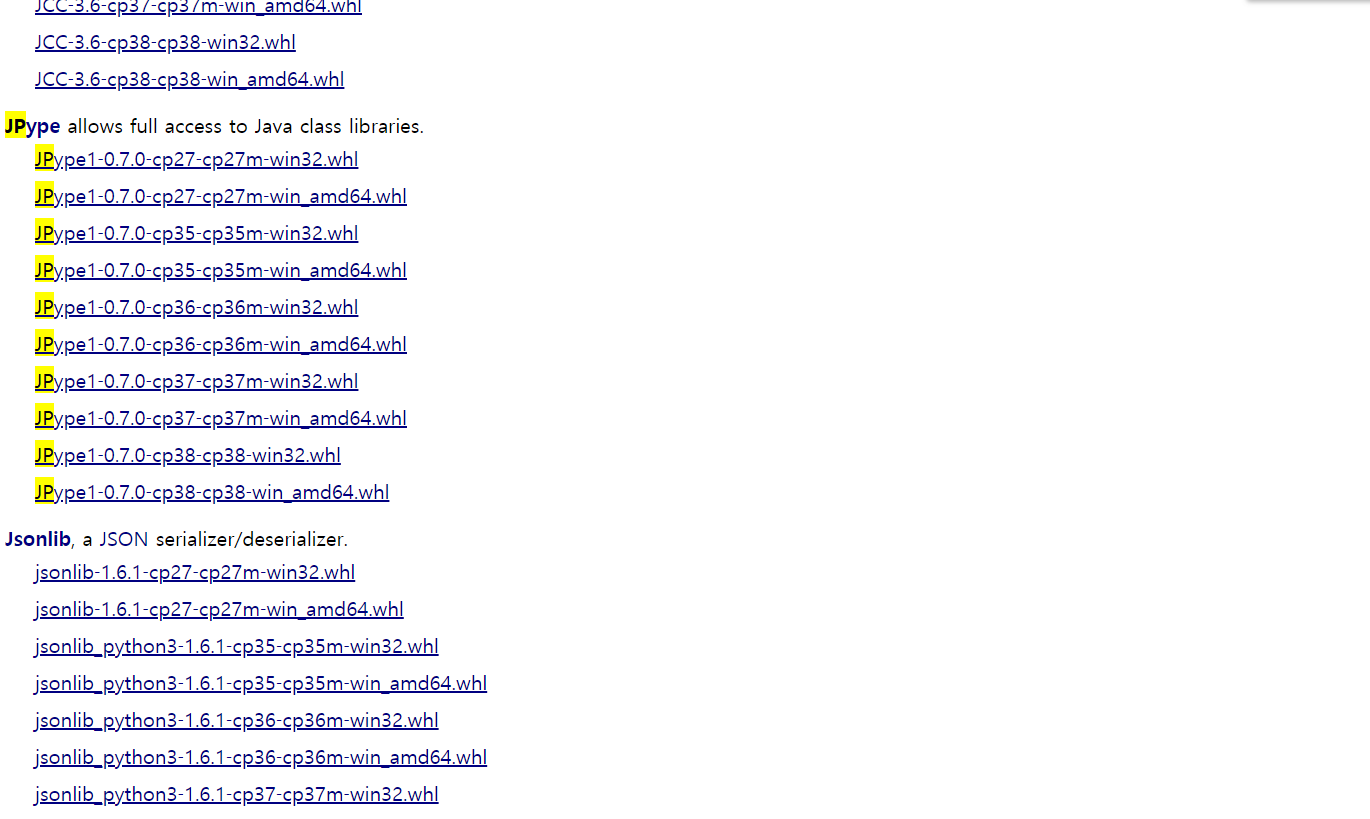 JCC-3.6-cp37-cp37m-win_amd64.whl
JCC-3.6-cp38-cp38-win32.whl
JCC-3.6-cp38-cp38-win_amd64.whl
JPype allows full access to Java class libraries.
JPype1-0.7.0-cp27-cp27m-win32.whl
JPype1-0.7.0-cp27-cp27m-win_amd64.whl
JPype1-0.7.0-cp35-cp35m-win32.whl
JPype1-0.7.0-cp35-cp35m-win_amd64.whl
JPype1-0.7.0-cp36-cp36m-win32.whl
JPype1-0.7.0-cp36-cp36m-win_amd64.whl
JPype1-0.7.0-cp37-cp37m-win32.whl
JPype1-0.7.0-cp37-cp37m-win_amd64.whl
JPype1-0.7.0-cp38-cp38-win32.whl
JPype1-0.7.0-cp38-cp38-win_amd64.whl
Jsonlib, a JSON serializer/deserializer.
jsonlib-1.6.1-cp27-cp27m-win32.whl
jsonlib-1.6.1-cp27-cp27m-win_amd64.whl
jsonlib_python3-1.6.1-cp35-cp35m-win32.whl
jsonlib_python3-1.6.1-cp35-cp35m-win_amd64.whl
jsonlib_python3-1.6.1-cp36-cp36m-win32.whl
jsonlib_python3-1.6.1-cp36-cp36m-win_amd64.whl
jsonlib_python3-1.6.1-cp37-cp37m-win32.whl